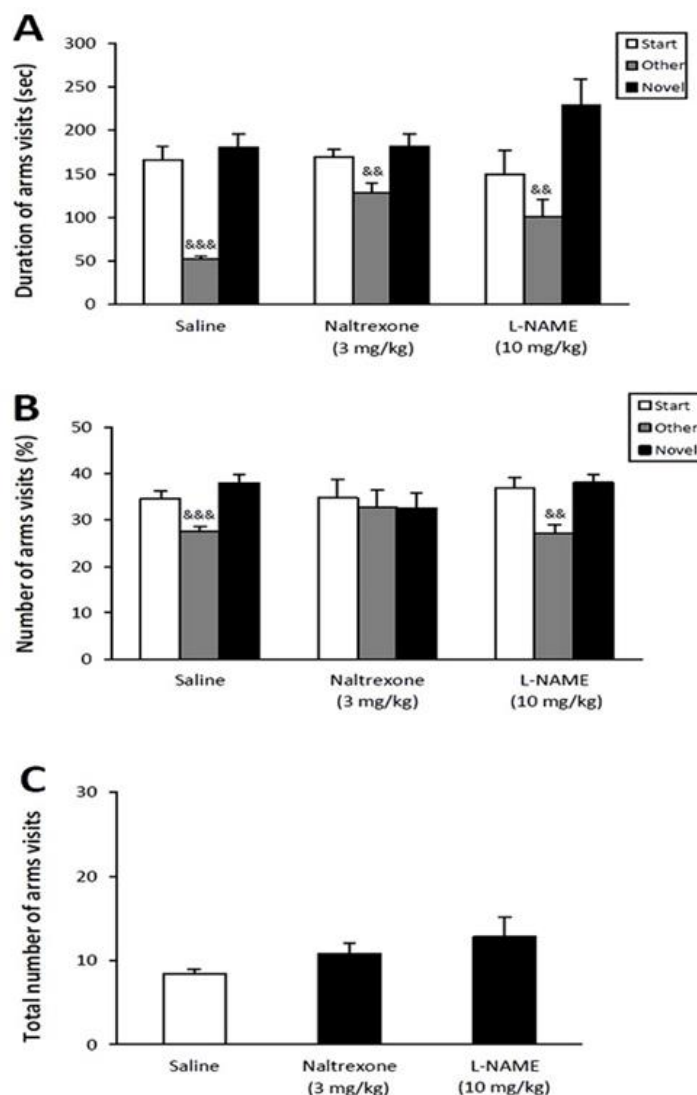 A
Duration of arms visits (sec)
300
250
200
150
100
50
0
Start
Other
Novel
&&&
&&
&&
Saline
Naltrexone
(3 mg/kg)
L-NAME
(10 mg/kg)
B
Number of arms visits (%)
50
40
30
20
10
0
Start
Other
Novel
&&&
&&
Saline
Naltrexone
(3 mg/kg)
L-NAME
(10 mg/kg)
C
Total number of arms visits
30
20
10
0
Saline
Naltrexone
(3 mg/kg)
L-NAME
(10 mg/kg)